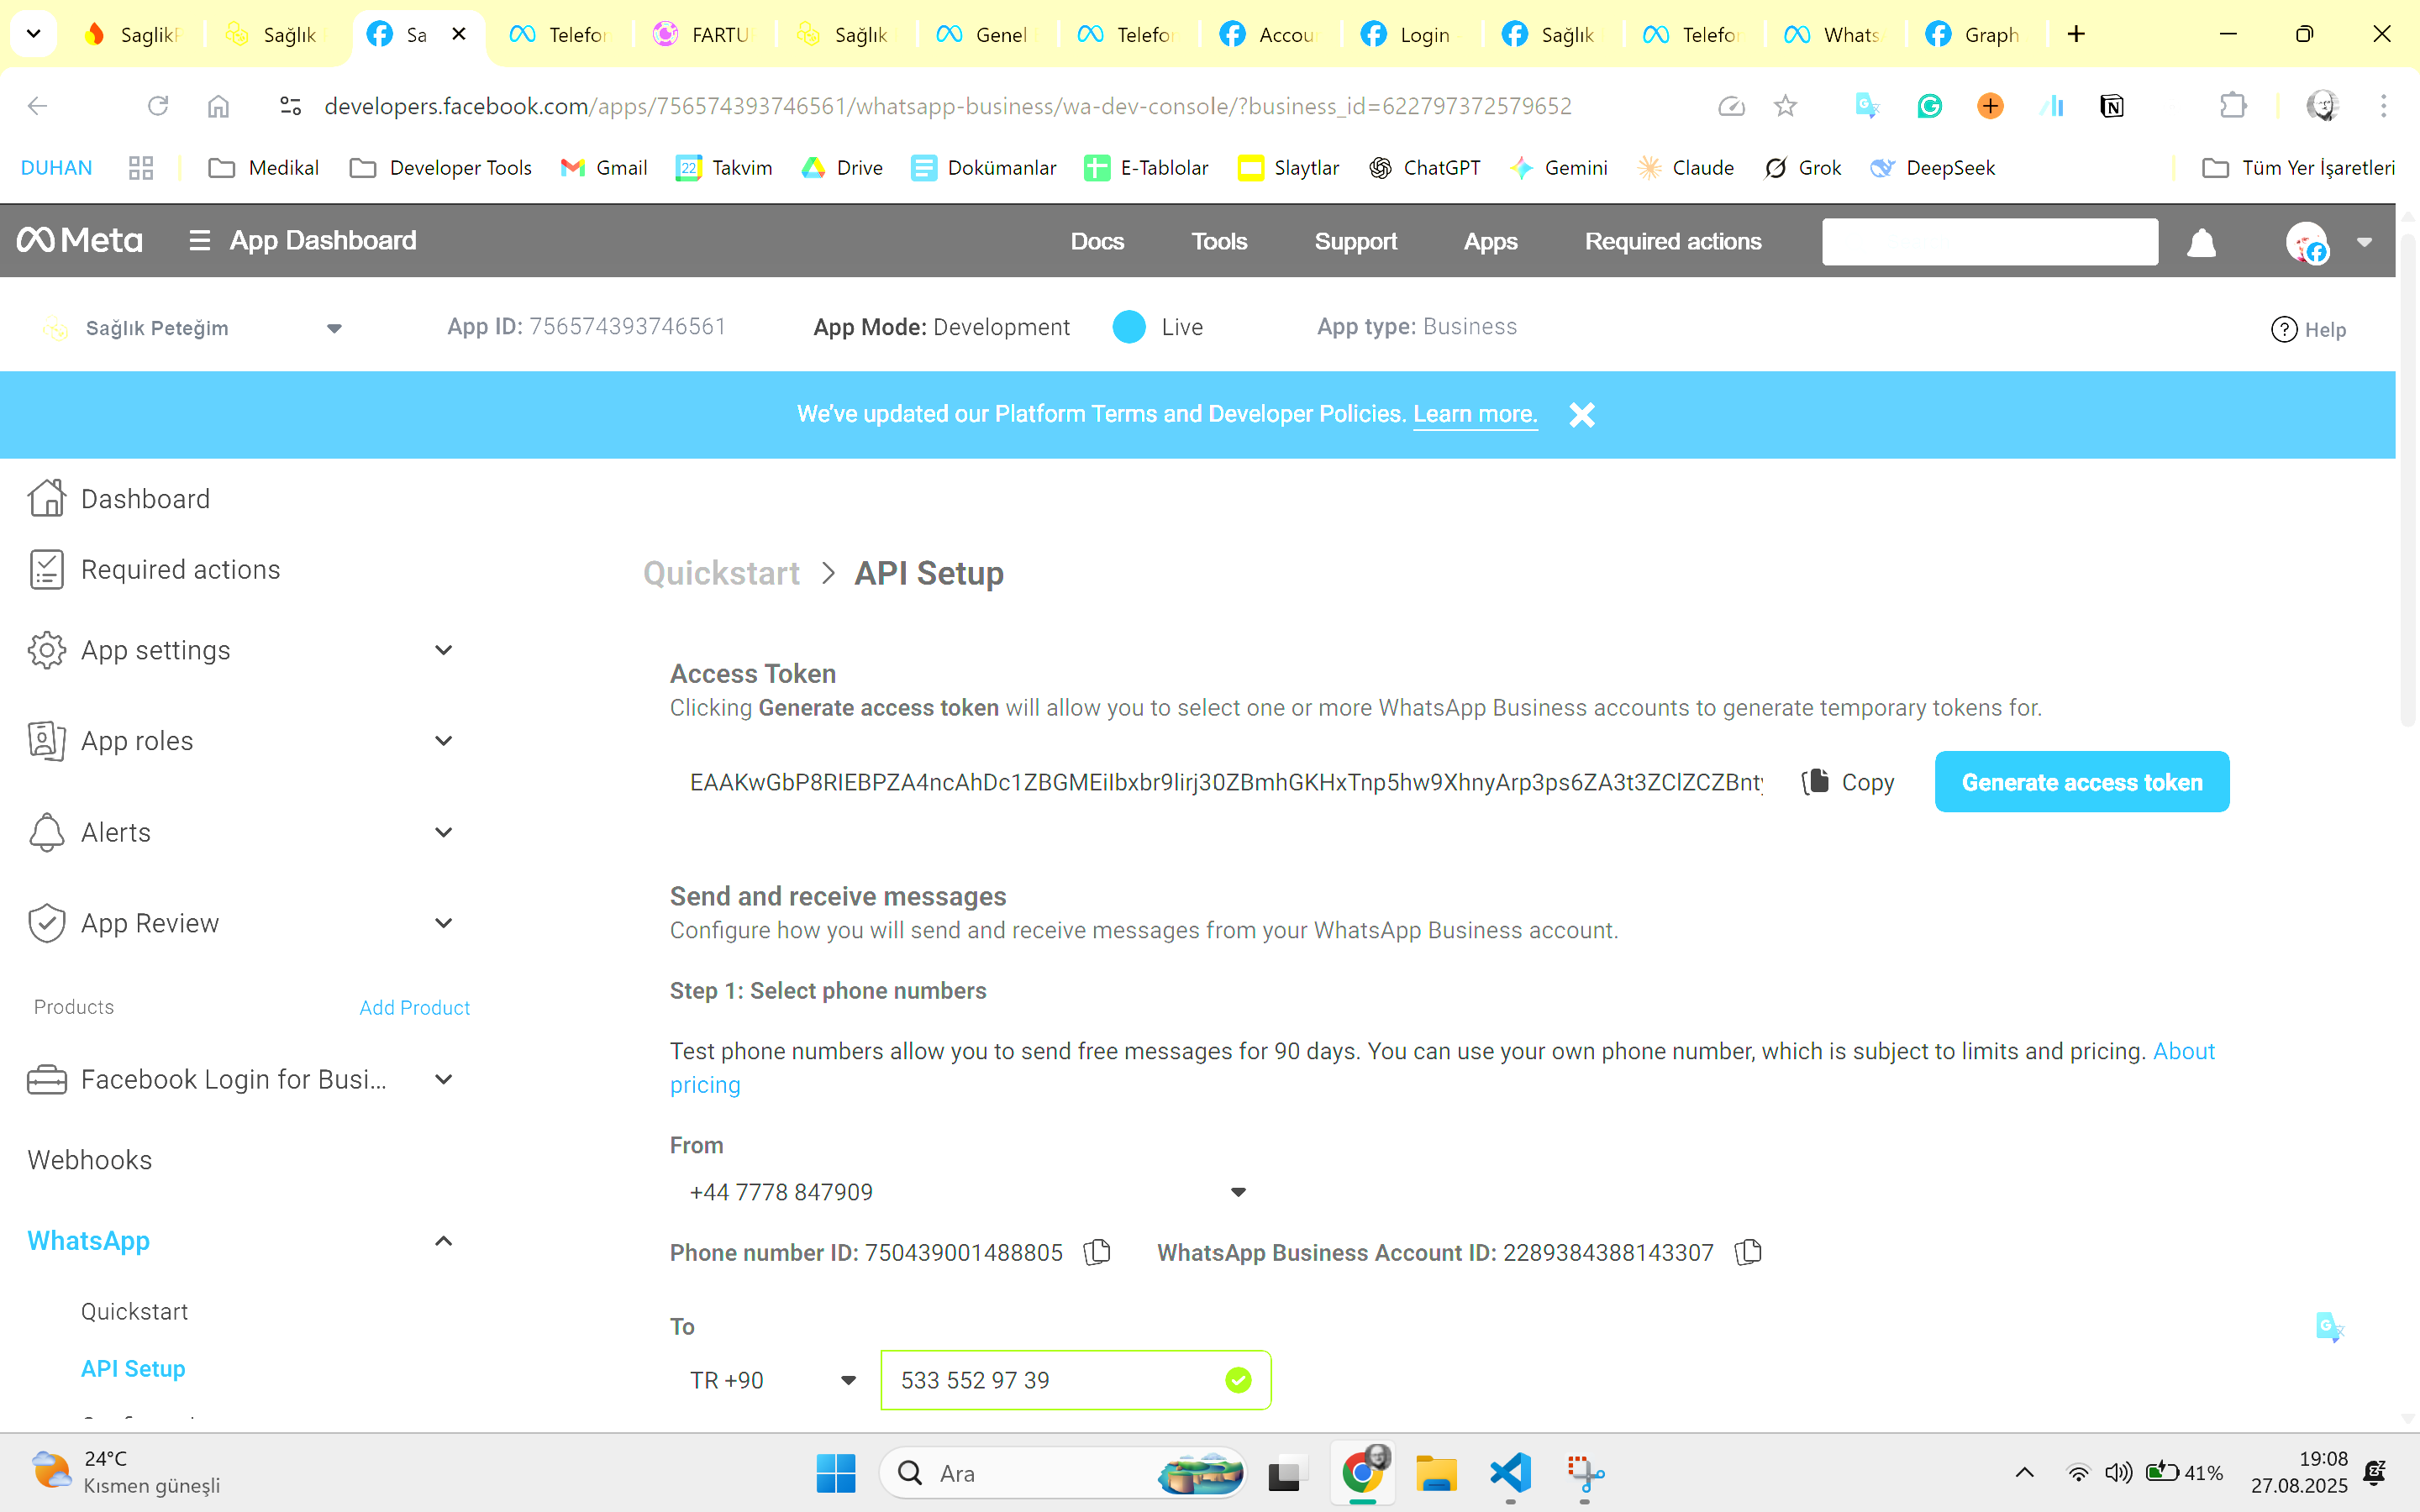 SaglikP
Sağlık
Sa
Telefor
FARTU
Sağlık
Genel
Telefor
Accou
Login
Sağlık
Telefor
Whats
Graph
developers.facebook.com/apps/756574393746561/whatsapp-business/wa-dev-console/?business_id=622797372579652
DUHAN
Medikal
Developer Tools
Gmail
22
Takvim
Drive
Dokümanlar
E-Tablolar
Slaytlar
ChatGPT
Gemini
Claude
Grok
DeepSeek
Tüm Yer İşaretleri
Meta
App Dashboard
Docs
Tools
Support
Apps
Required actions
Sağlık Peteğim
App ID: 756574393746561
App Mode: Development
Live
App type: Business
Help
We've updated our Platform Terms and Developer Policies. Learn more.
Dashboard
Required actions
App settings
App roles
Alerts
App Review
Products
Add Product
Facebook Login for Busi...
Webhooks
WhatsApp
Quickstart
API Setup
Quickstart > API Setup
Access Token
Clicking Generate access token will allow you to select one or more WhatsApp Business accounts to generate temporary tokens for.
EAAKwGbP8RIEBPZA4ncAhDc1ZBGMEiIbxbr9lirj30ZBmhGKHxTnp5hw9XhnyArp3ps6ZA3t3ZClZCZBnty
Copy
Generate access token
Send and receive messages
Configure how you will send and receive messages from your WhatsApp Business account.
Step 1: Select phone numbers
Test phone numbers allow you to send free messages for 90 days. You can use your own phone number, which is subject to limits and pricing. About
pricing
From
+44 7778 847909
Phone number ID: 750439001488805
WhatsApp Business Account ID: 2289384388143307
To
TR +90
533 552 97 39
24°C
Kısmen güneşli
Ara
41%
19:08
27.08.2025